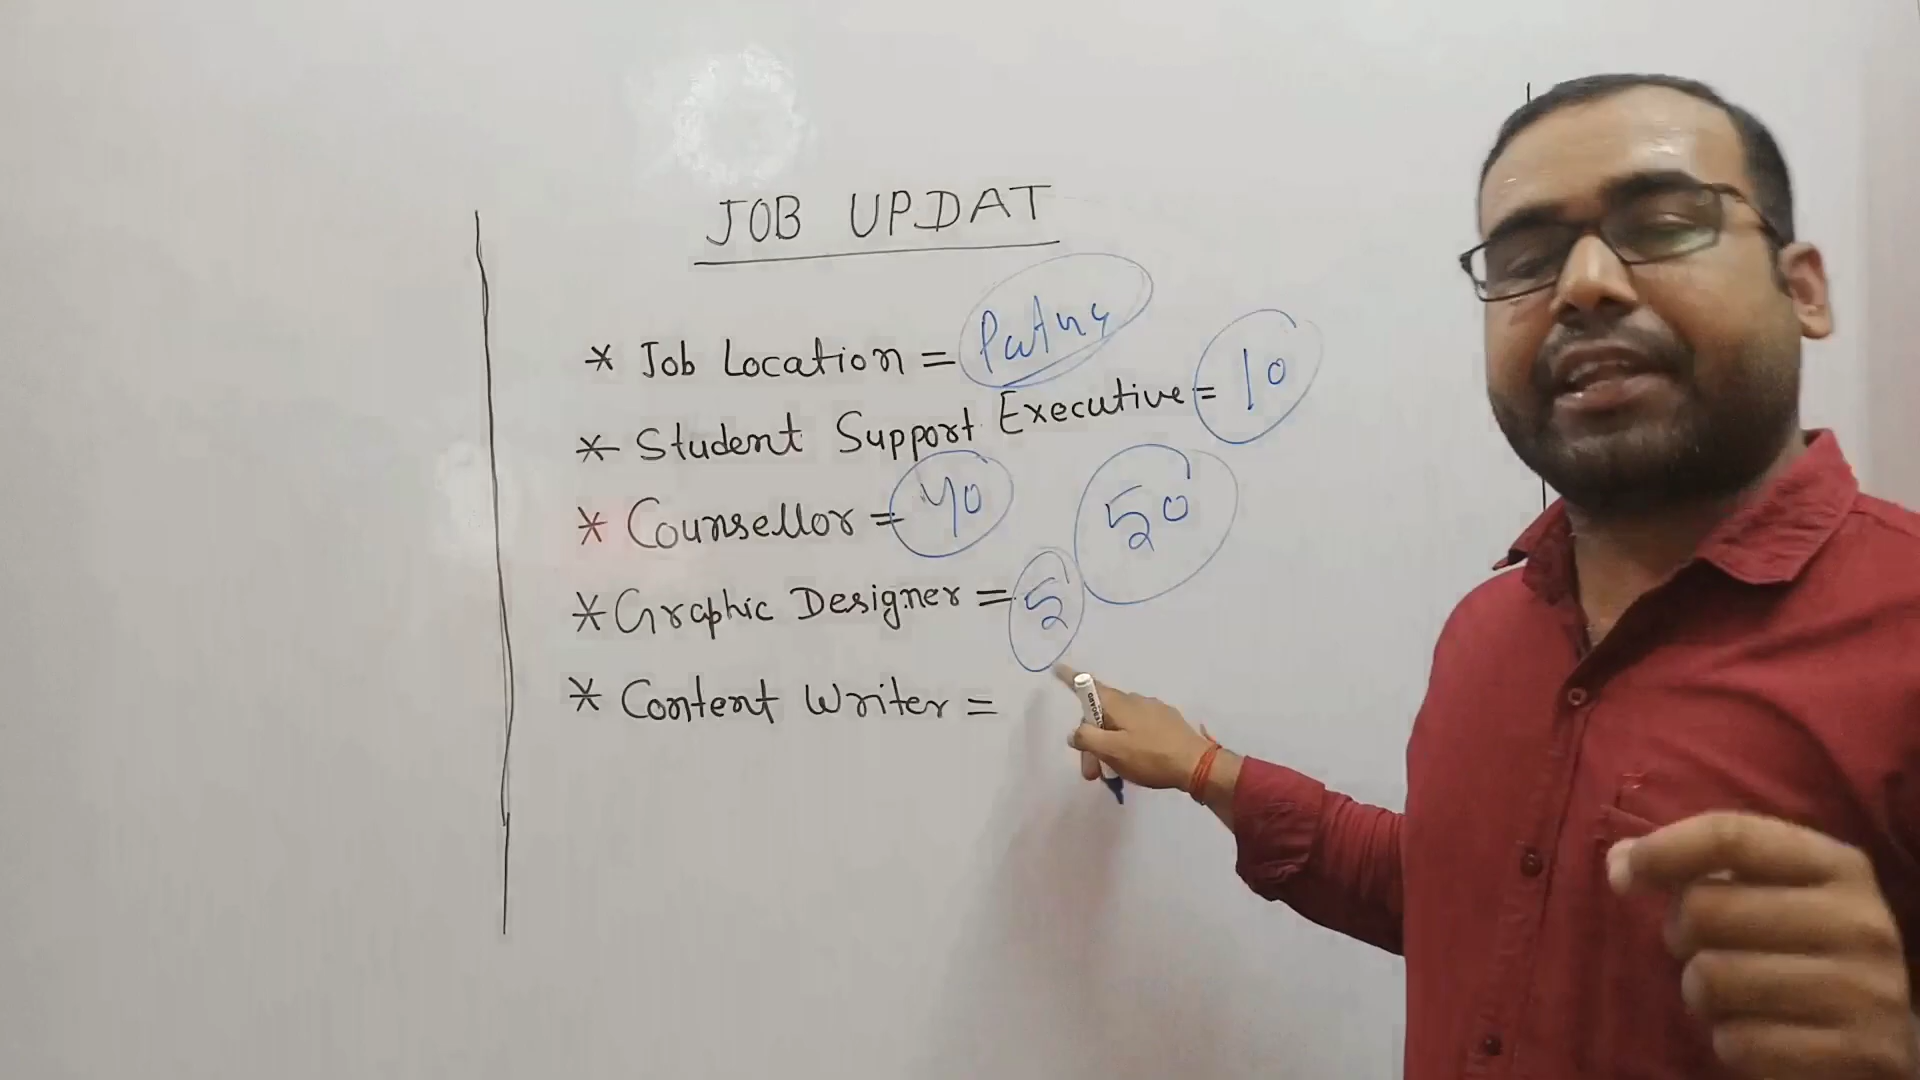 JOB UPDAT
* Job Location = Patna
* Student Support Executive = 10
* Counsellor = 40
50
* Graphic Designer = 5
* Content Writer =